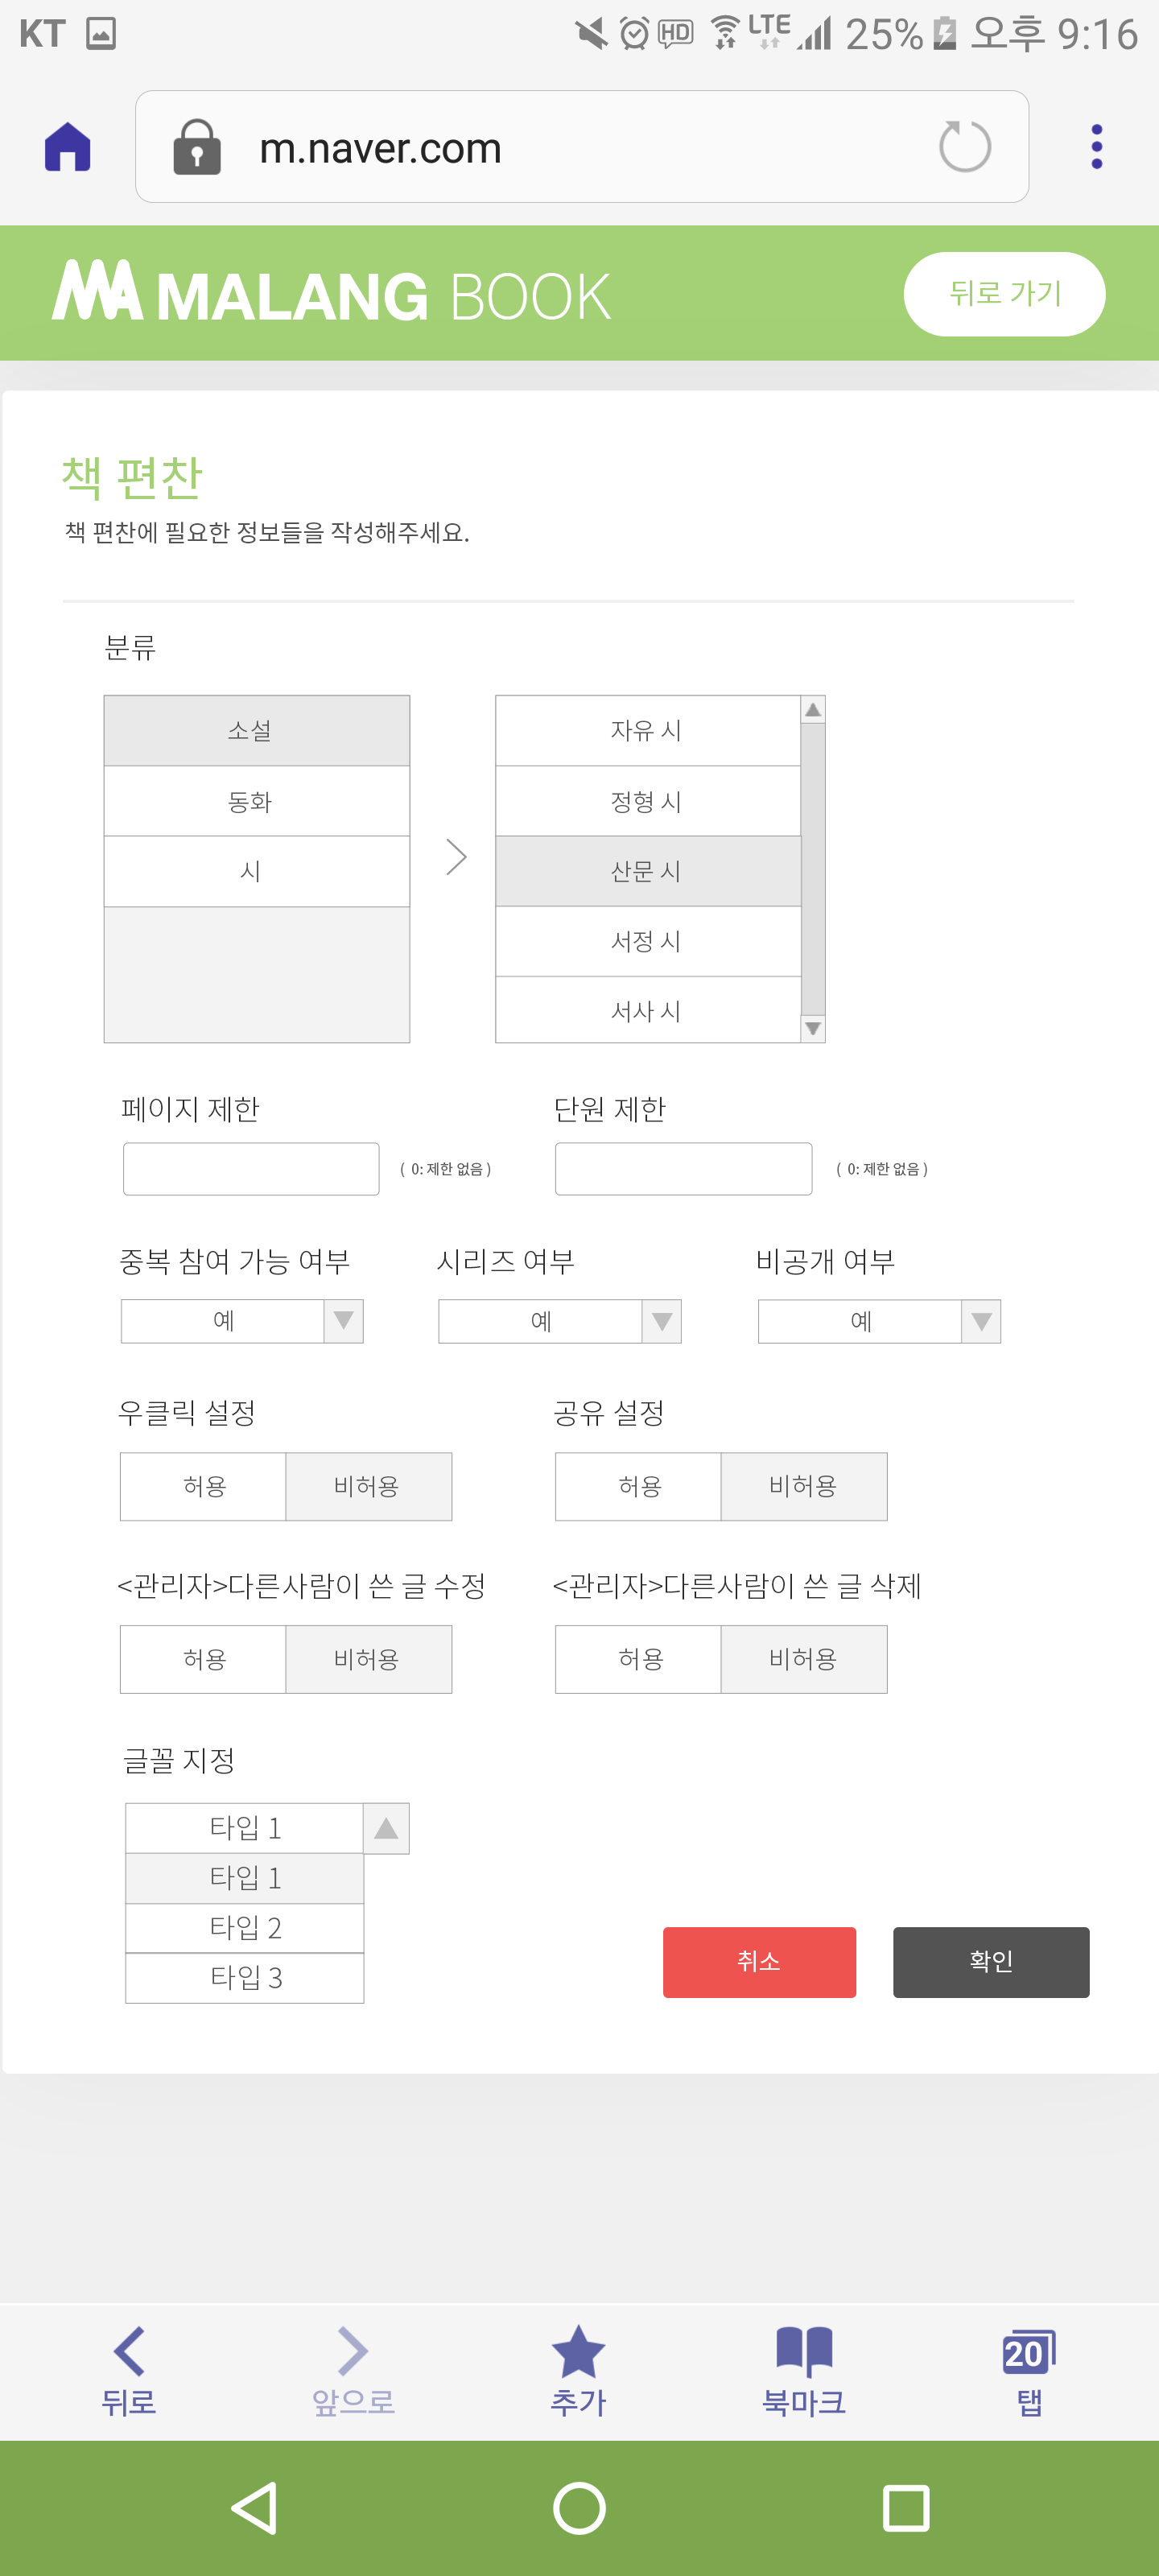 KT HD LTE 25% 오후 9:16
m.naver.com
MALANG BOOK 뒤로 가기
책 편찬
책 편찬에 필요한 정보들을 작성해주세요.
분류
소설 자유 시
동화 정형 시
시 산문 시
서정 시
서사 시
페이지 제한 단원 제한
( 0: 제한 없음 ) ( 0: 제한 없음 )
중복 참여 가능 여부 시리즈 여부 비공개 여부
예 예 예
우클릭 설정 공유 설정
허용 비허용 허용 비허용
<관리자>다른사람이 쓴 글 수정 <관리자>다른사람이 쓴 글 삭제
허용 비허용 허용 비허용
글꼴 지정
타입 1
타입 1
타입 2
타입 3
취소 확인
20
뒤로 앞으로 추가 북마크 탭